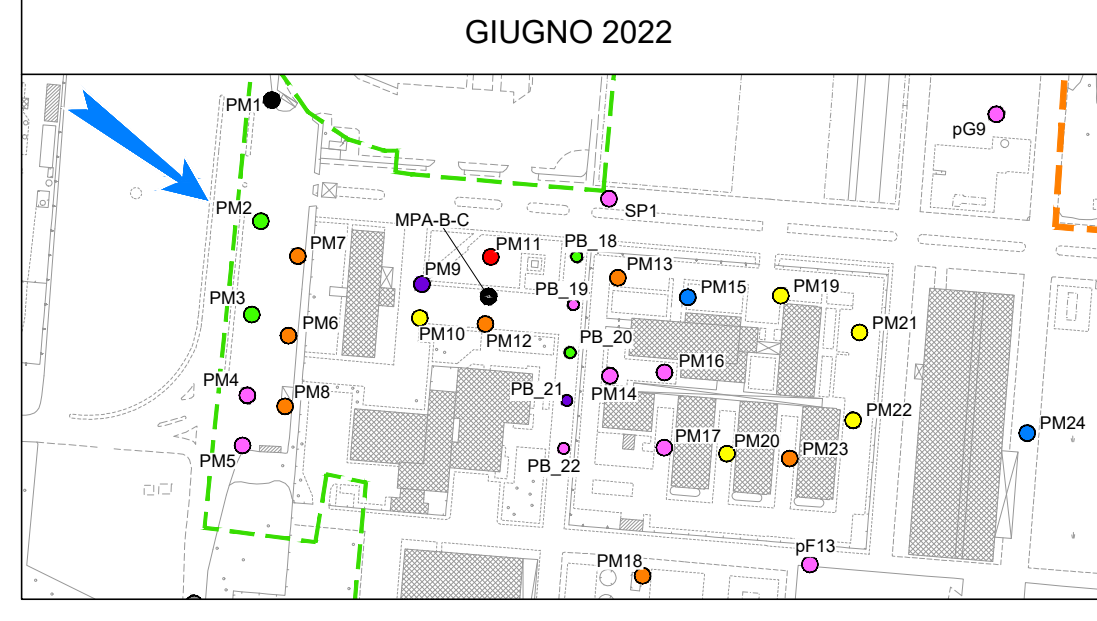 GIUGNO 2022
PM1
pG9
PM2
SP1
MPA-B-C
PM7
PM11
PB_18
PM9
PM13
PM15
PM19
PB_19
PM3
PM6
PM10
PM12
PB_20
PM21
PM4
PM8
PB_21
PM14
PM16
PM22
PM5
PB_22
PM17
PM20
PM23
PM24
pF13
PM18